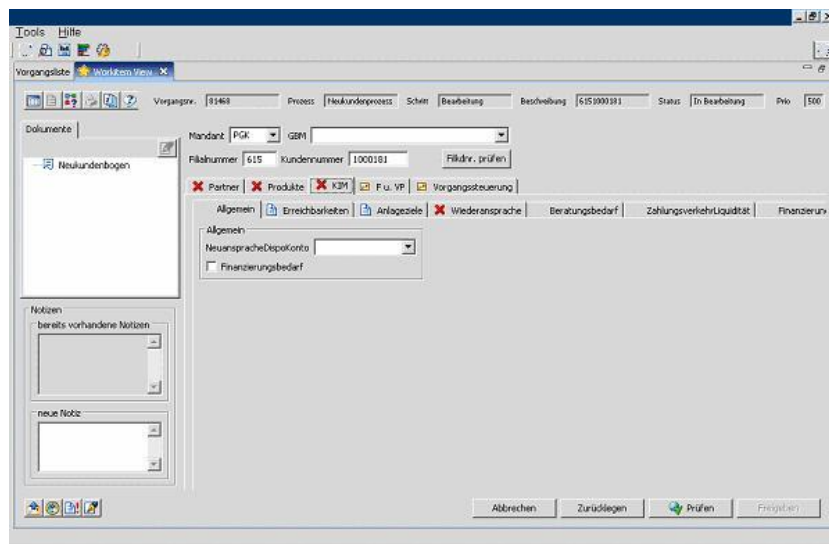 Tools Hilfe
Vorgangsliste Workitem View
Vorgangsnr. 81468 Prozess Neukundenprozess Schritt Bearbeitung Beschreibung 6151000181 Status In Bearbeitung Prio 500
Dokumente
Mandant PGK GBM
Neukundenbogen
Filialnummer 615 Kundennummer 1000181 Filkdnr. prüfen
Partner Produkte KIM F u. VP Vorgangssteuerung
Allgemein Erreichbarkeiten Anlageziele Wiederansprache Beratungsbedarf ZahlungsverkehrLiquidität Finanzierun
Allgemein
NeuanspracheDispoKonto
Finanzierungsbedarf
Notizen
bereits vorhandene Notizen
neue Notiz
Abbrechen Zurücklegen Prüfen Freigeben